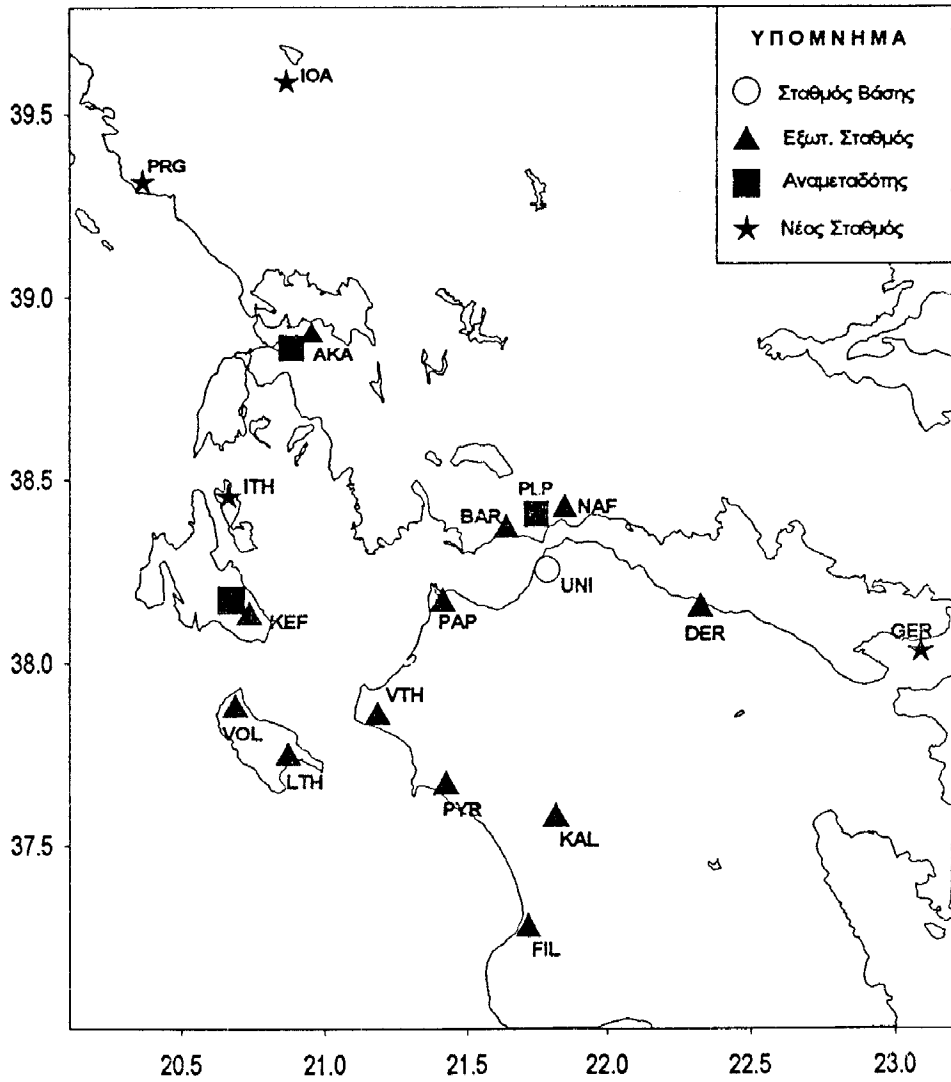 ΥΠΟΜΝΗΜΑ
Σταθμός Βάσης
Εξωτ. Σταθμός
Αναμεταδότης
Νέος Σταθμός
IOA
39.5
PRG
39.0
AKA
38.5
ITH
PLP
NAF
BAR
UNI
KEF
PAP
DER
GER
38.0
VTH
VOL
LTH
PYR
KAL
37.5
FIL
20.5 21.0 21.5 22.0 22.5 23.0